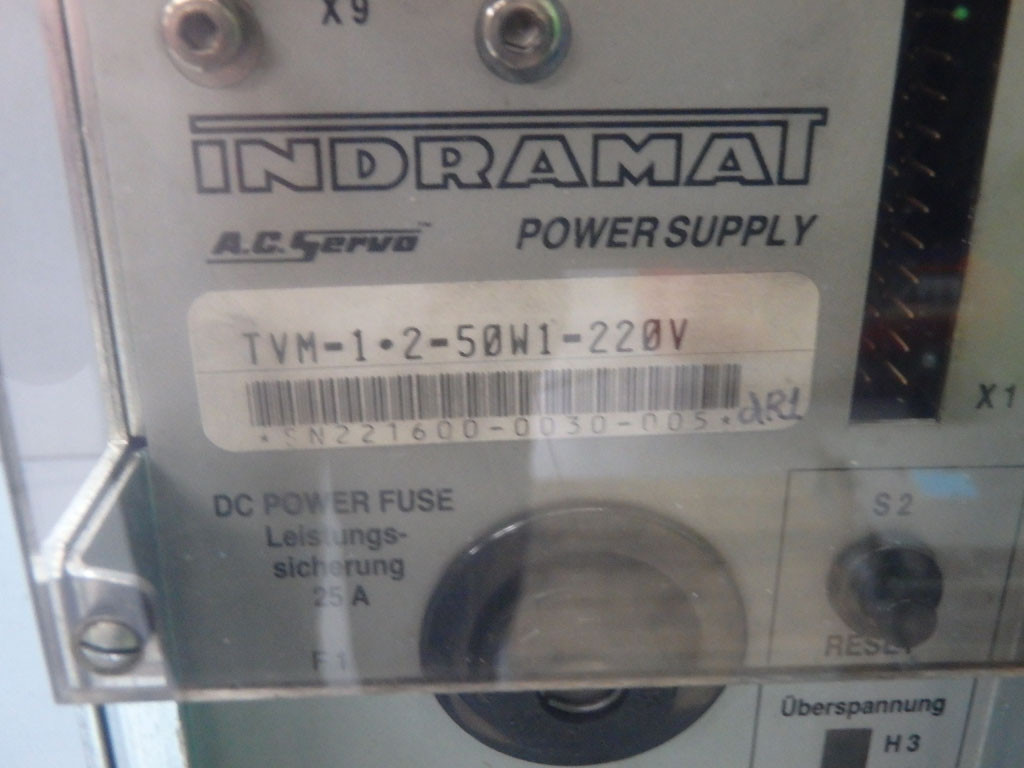 X9
INDRAMAT
A.C. Servo™
POWER SUPPLY
TVM-1•2-50W1-220V
*SN221600-0030-005*
X1
DC POWER FUSE
Leistungs-
sicherung
25 A
F1
S2
RESET
Überspannung
H3